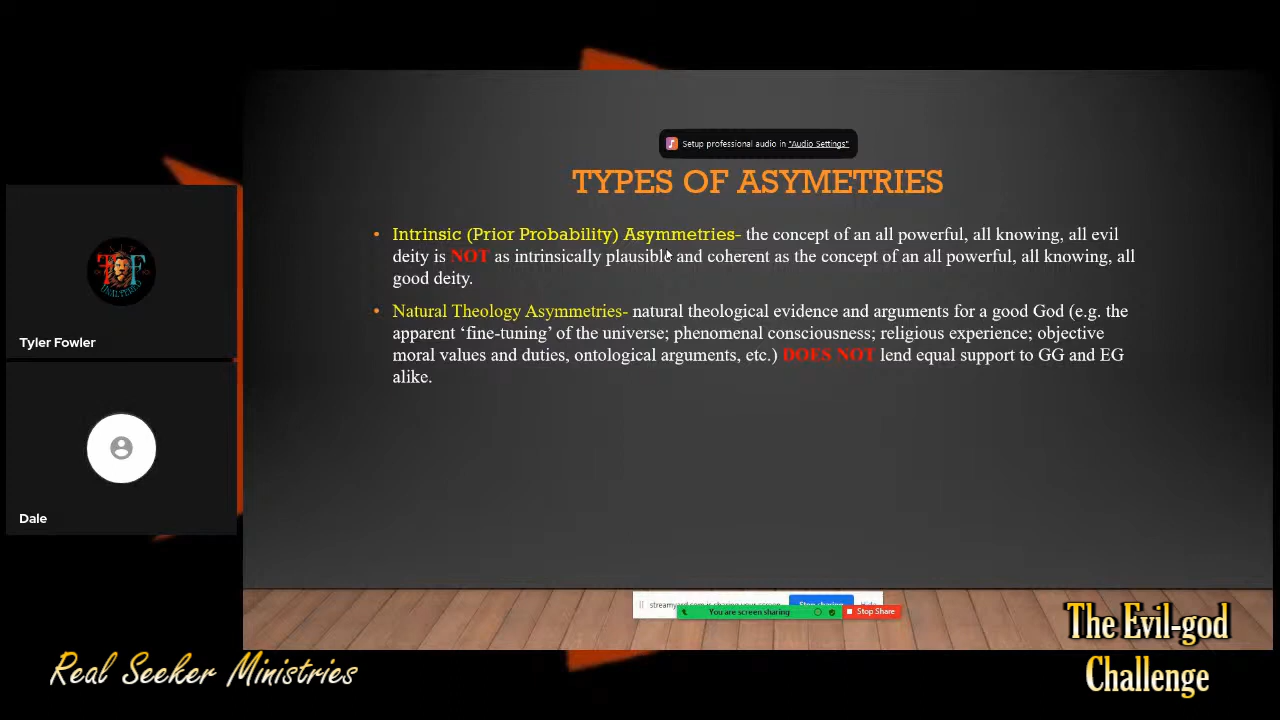 Setup professional audio in "Audio Settings"
TYPES OF ASYMETRIES
• Intrinsic (Prior Probability) Asymmetries- the concept of an all powerful, all knowing, all evil
deity is NOT as intrinsically plausible and coherent as the concept of an all powerful, all knowing, all
good deity.
• Natural Theology Asymmetries- natural theological evidence and arguments for a good God (e.g. the
apparent ‘fine-tuning’ of the universe; phenomenal consciousness; religious experience; objective
moral values and duties, ontological arguments, etc.) DOES NOT lend equal support to GG and EG
alike.
Tyler Fowler
Dale
You are screen sharing
Stop Share
Real Seeker Ministries
The Evil-god
Challenge